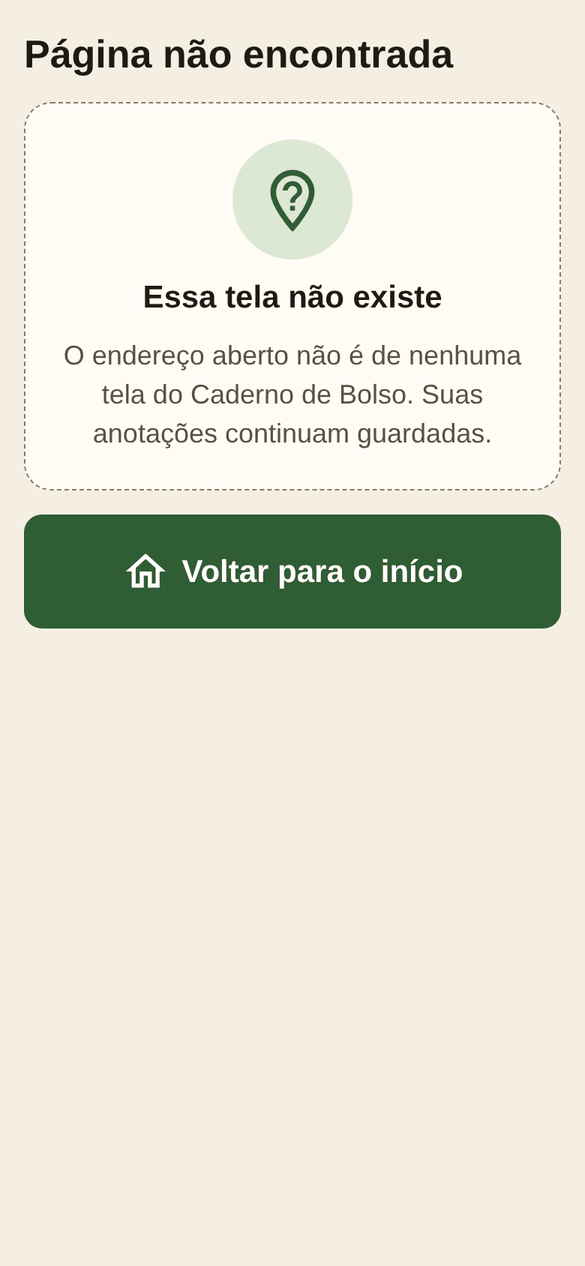 Página não encontrada
Essa tela não existe
O endereço aberto não é de nenhuma
tela do Caderno de Bolso. Suas
anotações continuam guardadas.
Voltar para o início